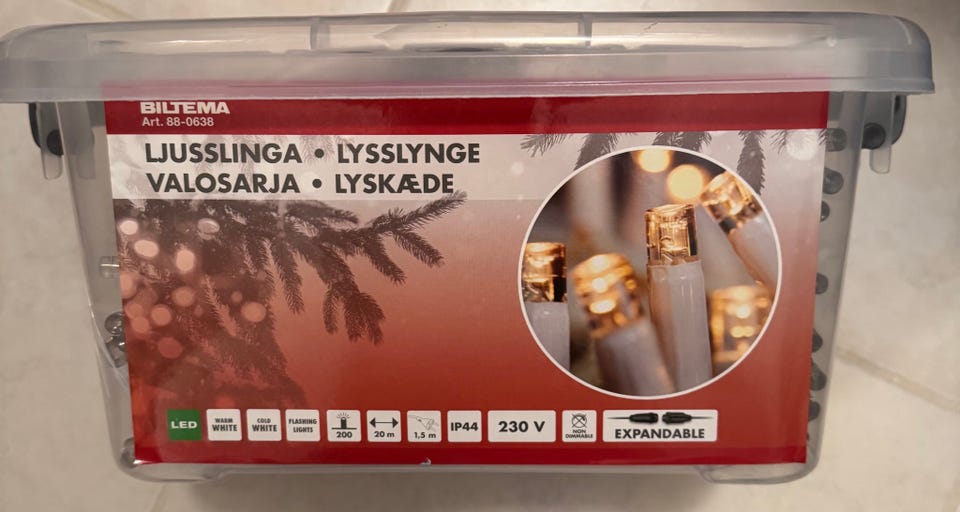 BILTEMA
Art. 88-0638
LJUSSLINGA • LYSSLYNGE
VALOSARJA • LYSKÆDE
LED
WARM
WHITE
COLD
WHITE
FLASHING
LIGHTS
200
20 m
1,5 m
IP44
230 V
NON
DIMMABLE
EXPANDABLE